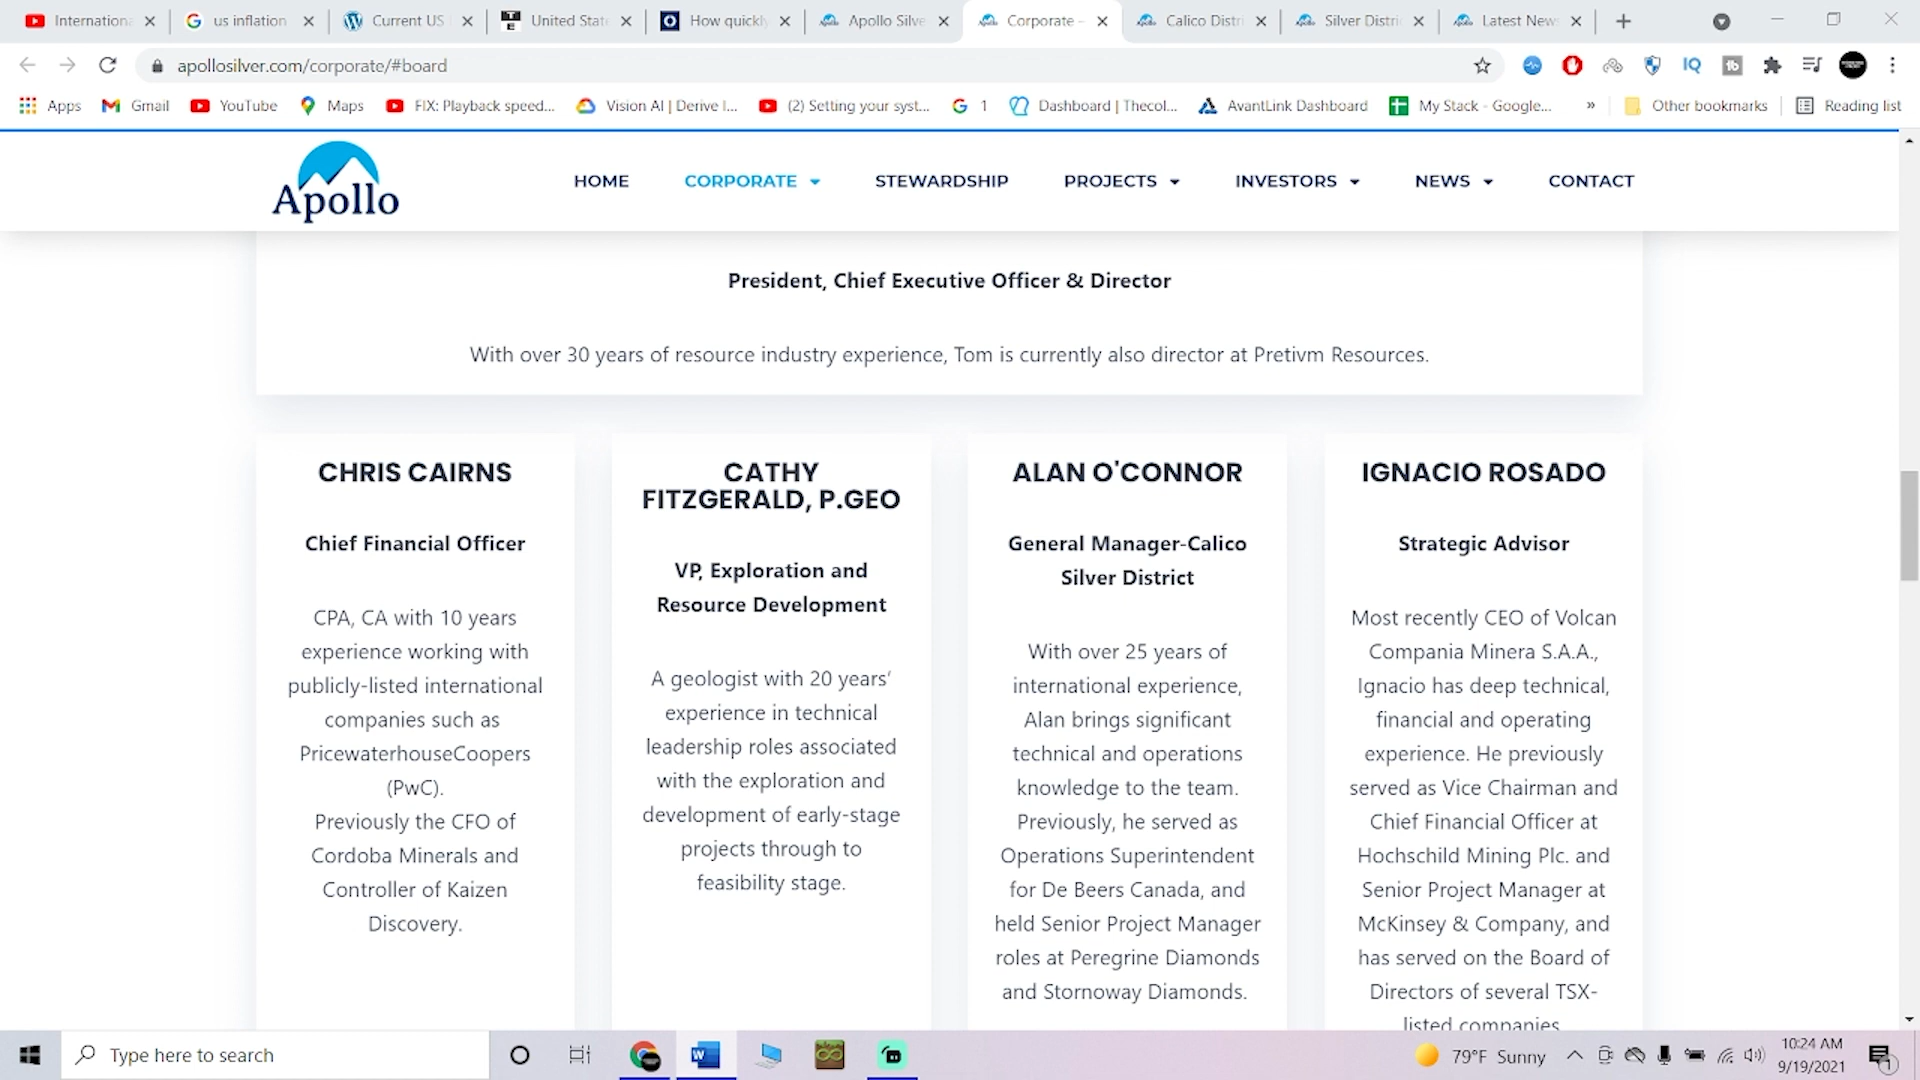 Internationa
us inflation
Current US
United State
How quickly
Apollo Silve
Corporate –
Calico Distri
Silver Distric
Latest New
apollosilver.com/corporate/#board
Apps
Gmail
YouTube
Maps
FIX: Playback speed...
Vision AI | Derive I...
(2) Setting your syst...
1
Dashboard | Thecol...
AvantLink Dashboard
My Stack - Google...
»
Other bookmarks
Reading list
Apollo
HOME
CORPORATE
STEWARDSHIP
PROJECTS
INVESTORS
NEWS
CONTACT
President, Chief Executive Officer & Director
With over 30 years of resource industry experience, Tom is currently also director at Pretivm Resources.
CHRIS CAIRNS
Chief Financial Officer
CPA, CA with 10 years
experience working with
publicly-listed international
companies such as
PricewaterhouseCoopers
(PwC).
Previously the CFO of
Cordoba Minerals and
Controller of Kaizen
Discovery.
CATHY
FITZGERALD, P.GEO
VP, Exploration and
Resource Development
A geologist with 20 years’
experience in technical
leadership roles associated
with the exploration and
development of early-stage
projects through to
feasibility stage.
ALAN O'CONNOR
General Manager-Calico
Silver District
With over 25 years of
international experience,
Alan brings significant
technical and operations
knowledge to the team.
Previously, he served as
Operations Superintendent
for De Beers Canada, and
held Senior Project Manager
roles at Peregrine Diamonds
and Stornoway Diamonds.
IGNACIO ROSADO
Strategic Advisor
Most recently CEO of Volcan
Compania Minera S.A.A.,
Ignacio has deep technical,
financial and operating
experience. He previously
served as Vice Chairman and
Chief Financial Officer at
Hochschild Mining Plc. and
Senior Project Manager at
McKinsey & Company, and
has served on the Board of
Directors of several TSX-
listed companies
Type here to search
79°F Sunny
10:24 AM
9/19/2021